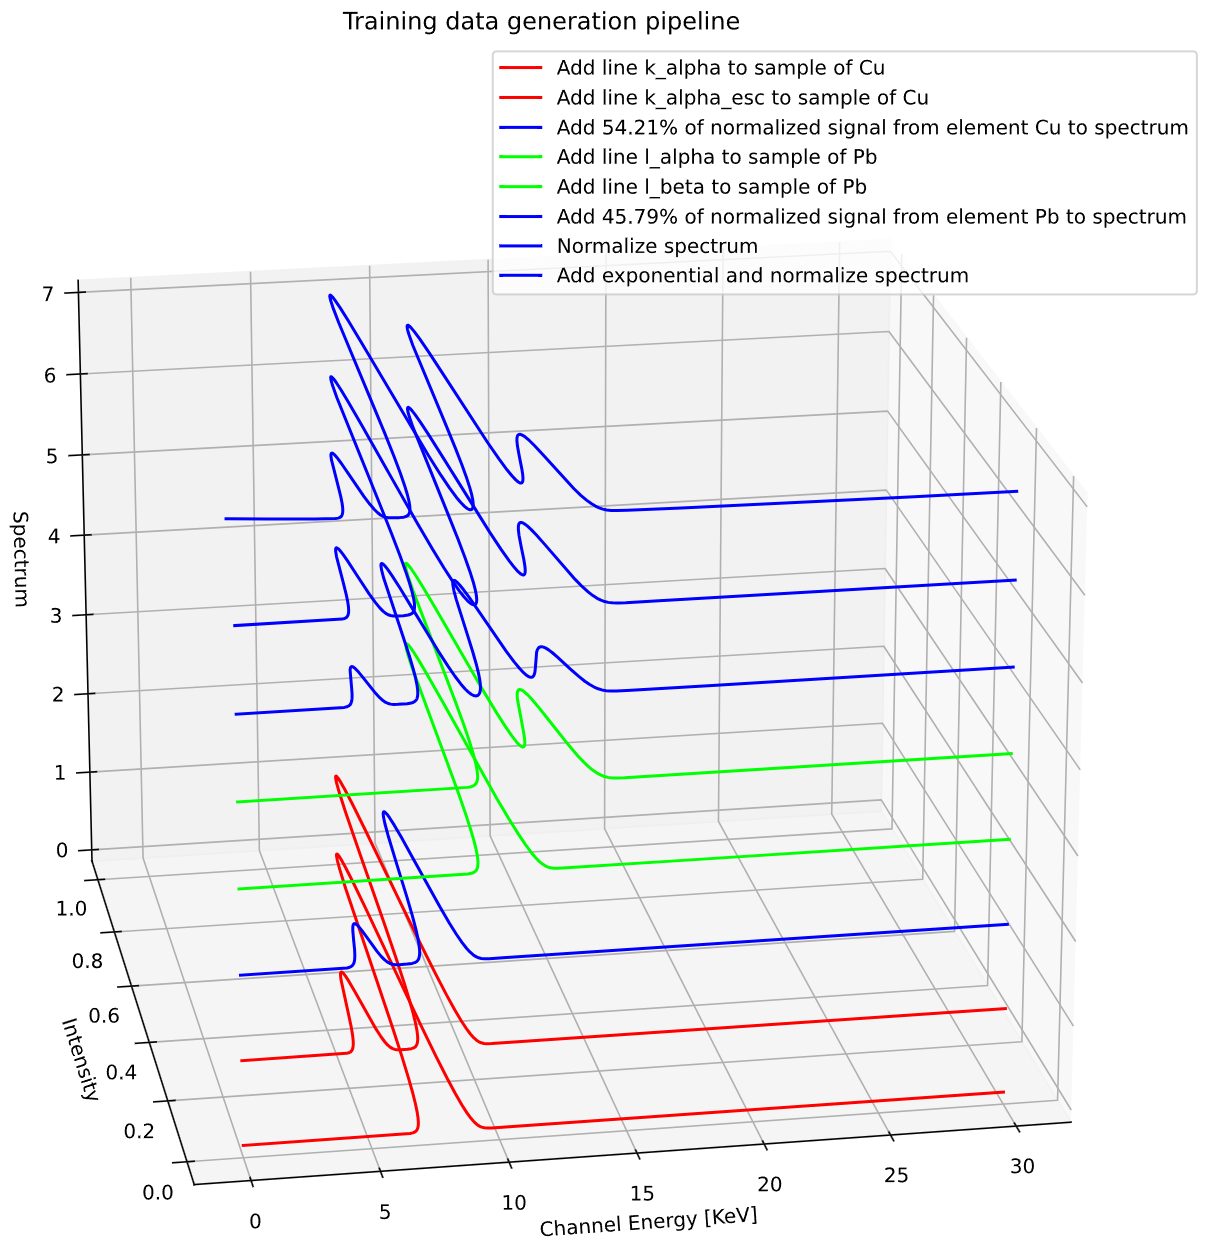 Training data generation pipeline
Add line k_alpha to sample of Cu
Add line k_alpha_esc to sample of Cu
Add 54.21% of normalized signal from element Cu to spectrum
Add line l_alpha to sample of Pb
Add line l_beta to sample of Pb
Add 45.79% of normalized signal from element Pb to spectrum
Normalize spectrum
Add exponential and normalize spectrum
7
6
5
4
3
2
1
0
Spectrum
1.0
0.8
0.6
0.4
0.2
0.0
Intensity
0
5
10
15
20
25
30
Channel Energy [KeV]